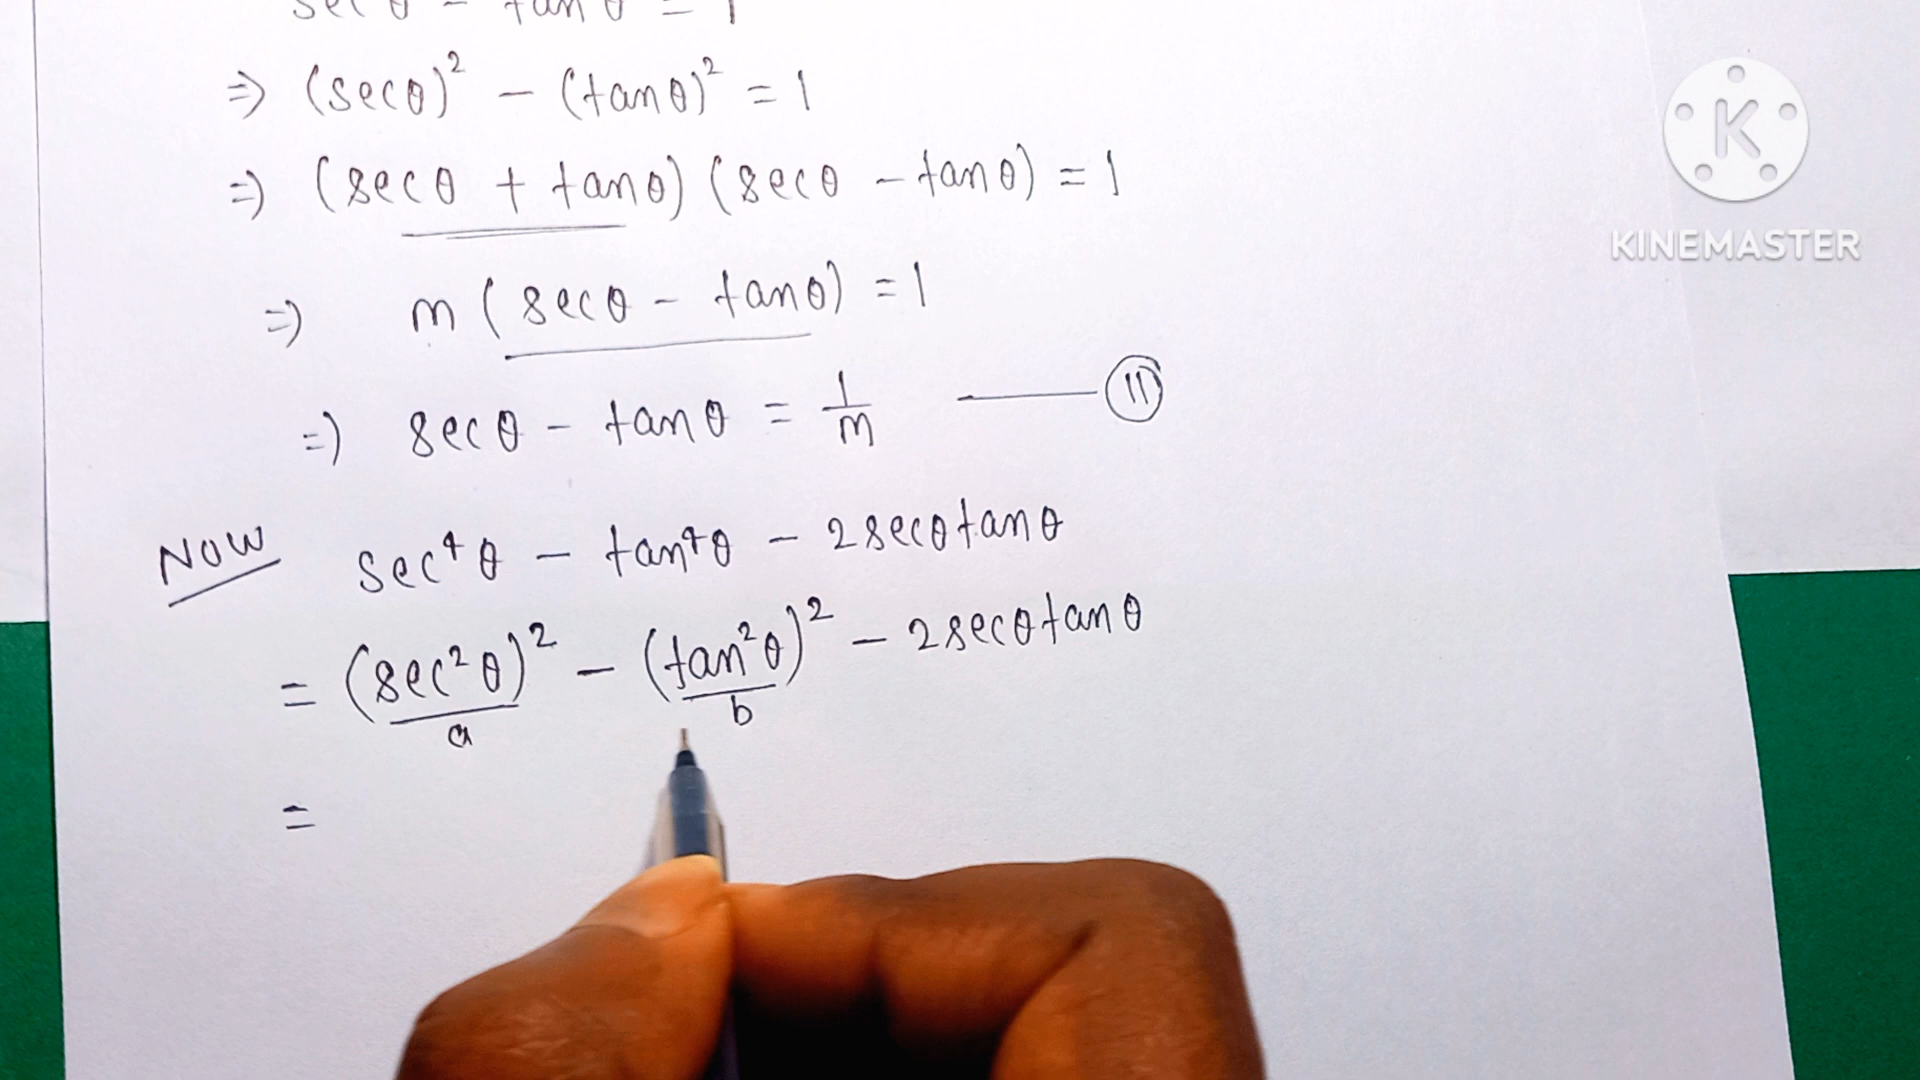 ⇒ (secθ)² − (tanθ)² = 1
⇒ (secθ + tanθ) (secθ − tanθ) = 1
⇒ m (secθ − tanθ) = 1
⇒ secθ − tanθ = 1/m —— (II)
NOW sec⁴θ − tan⁴θ − 2secθtanθ
= (sec²θ)² − (tan²θ)² − 2secθtanθ
a b
=
K
KINEMASTER